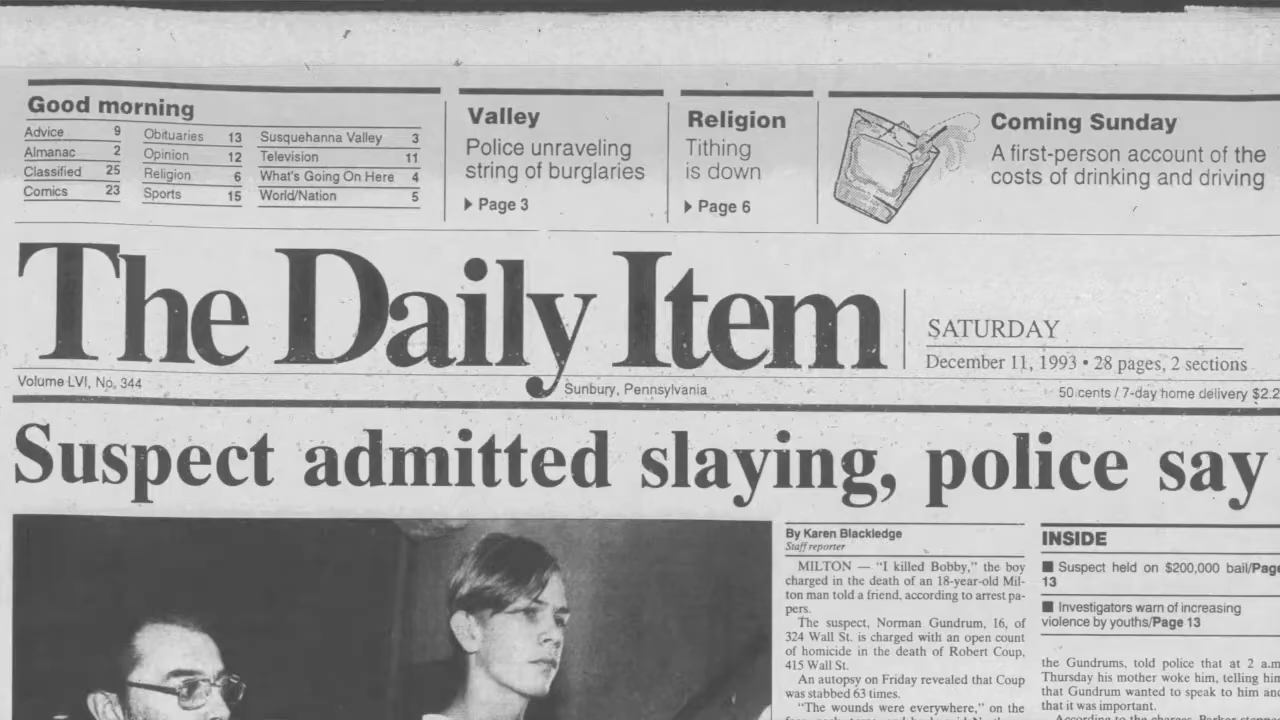 Good morning
Advice 9
Almanac 2
Classified 25
Comics 23
Obituaries 13
Opinion 12
Religion 6
Sports 15
Susquehanna Valley 3
Television 11
What's Going On Here 4
World/Nation 5
Valley
Police unraveling
string of burglaries
Page 3
Religion
Tithing
is down
Page 6
Coming Sunday
A first-person account of the
costs of drinking and driving
The Daily Item
SATURDAY
December 11, 1993 • 28 pages, 2 sections
Volume LVI, No. 344
Sunbury, Pennsylvania
50 cents / 7-day home delivery $2.2
Suspect admitted slaying, police say
By Karen Blackledge
Staff reporter
MILTON — "I killed Bobby," the boy
charged in the death of an 18-year-old Mil-
ton man told a friend, according to arrest pa-
pers.
The suspect, Norman Gundrum, 16, of
324 Wall St. is charged with an open count
of homicide in the death of Robert Coup,
415 Wall St.
An autopsy on Friday revealed that Coup
was stabbed 63 times.
"The wounds were everywhere," on the
INSIDE
■ Suspect held on $200,000 bail/Page
13
■ Investigators warn of increasing
violence by youths/Page 13
the Gundrums, told police that at 2 a.m
Thursday his mother woke him, telling him
that Gundrum wanted to speak to him and
that it was important.
According to the charges, Parker